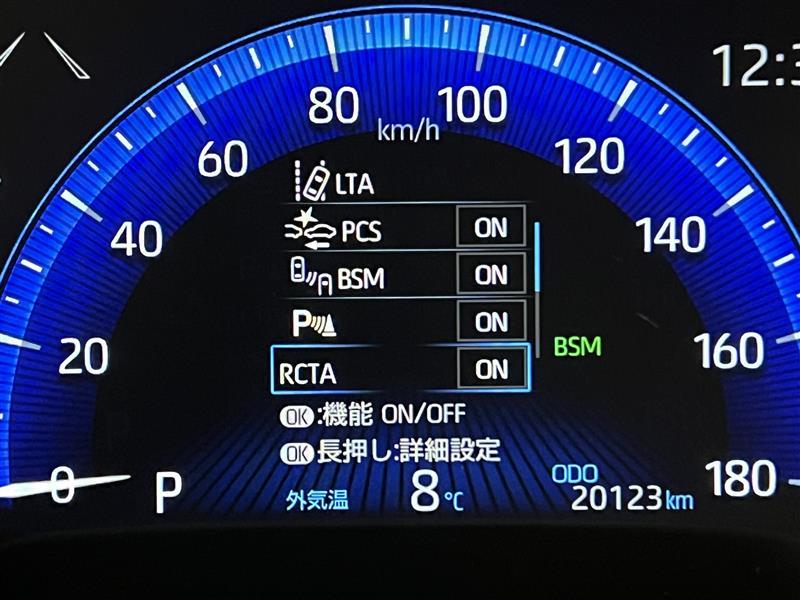 12:3
80
100
km/h
60
120
LTA
40
PCS ON
140
BSM ON
P ON
BSM
20
160
RCTA ON
OK:機能 ON/OFF
OK長押し:詳細設定
0
P
外気温 8℃
ODO
20123km
180